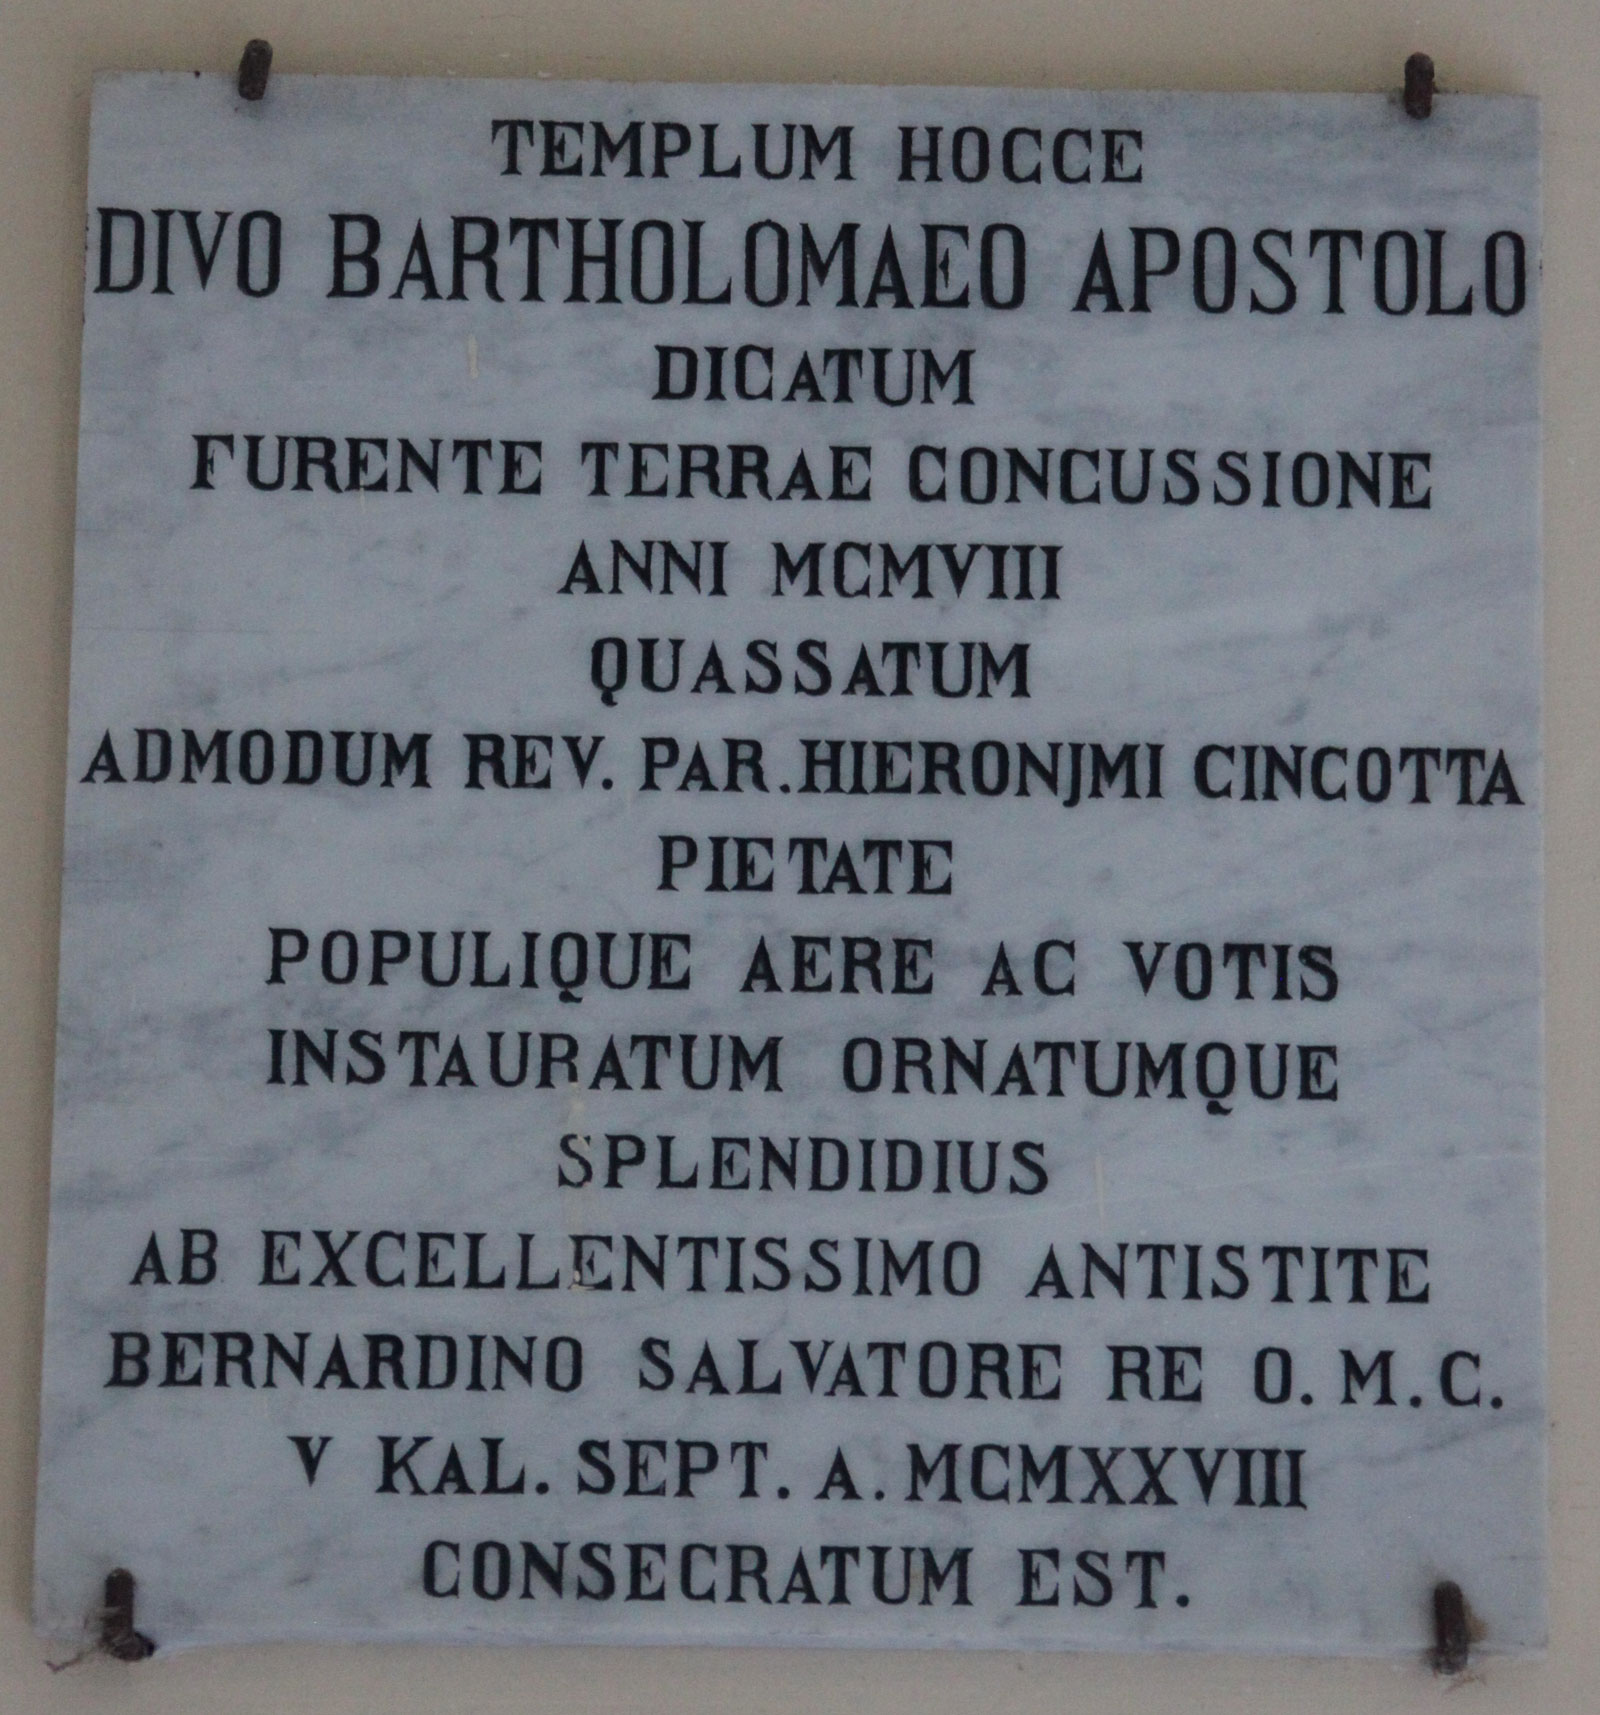 TEMPLUM HOCCE
DIVO BARTHOLOMAEO APOSTOLO
DICATUM
FURENTE TERRAE CONCUSSIONE
ANNI MCMVIII
QUASSATUM
ADMODUM REV. PAR. HIERONJMI CINCOTTA
PIETATE
POPULIQUE AERE AC VOTIS
INSTAURATUM ORNATUMQUE
SPLENDIDIUS
AB EXCELLENTISSIMO ANTISTITE
BERNARDINO SALVATORE RE O. M. C.
V KAL. SEPT. A. MCMXXVIII
CONSECRATUM EST.